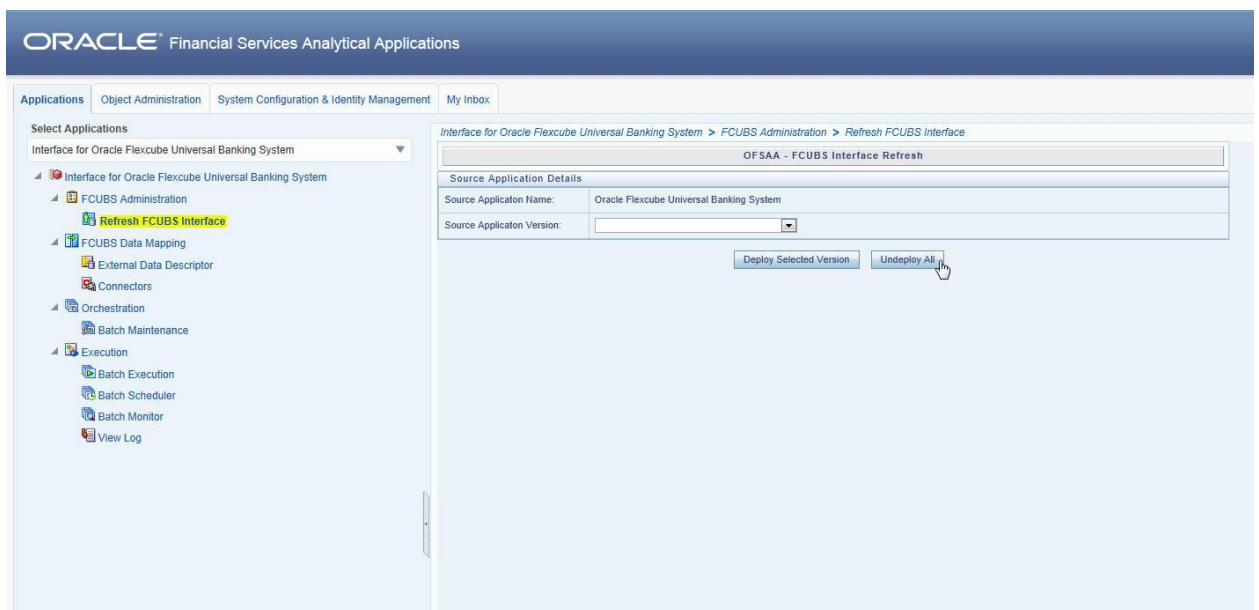 ORACLE® Financial Services Analytical Applications
Applications Object Administration System Configuration & Identity Management My Inbox
Select Applications
Interface for Oracle Flexcube Universal Banking System
Interface for Oracle Flexcube Universal Banking System
FCUBS Administration
Refresh FCUBS Interface
FCUBS Data Mapping
External Data Descriptor
Connectors
Orchestration
Batch Maintenance
Execution
Batch Execution
Batch Scheduler
Batch Monitor
View Log
Interface for Oracle Flexcube Universal Banking System > FCUBS Administration > Refresh FCUBS Interface
OFSAA - FCUBS Interface Refresh
Source Application Details
Source Applicaton Name: Oracle Flexcube Universal Banking System
Source Applicaton Version:
Deploy Selected Version Undeploy All